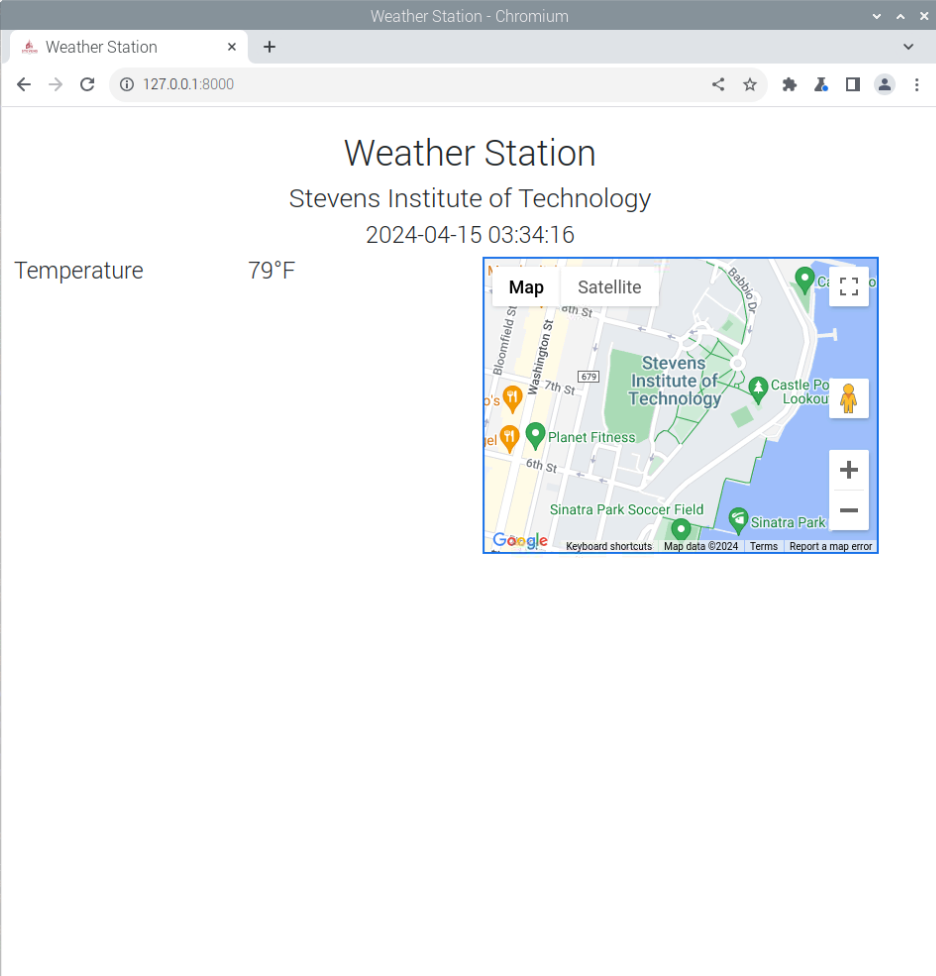 Weather Station - Chromium
Weather Station
127.0.0.1:8000
Weather Station
Stevens Institute of Technology
2024-04-15 03:34:16
Temperature 79°F
Map Satellite
Babbio Dr
8th St
Bloomfield St
Washington St
Stevens
Institute of
Technology
679
7th St
Castle Po
Lookou
o's
gel
Planet Fitness
6th St
Sinatra Park Soccer Field
Sinatra Park
Google
Keyboard shortcuts Map data ©2024 Terms Report a map error